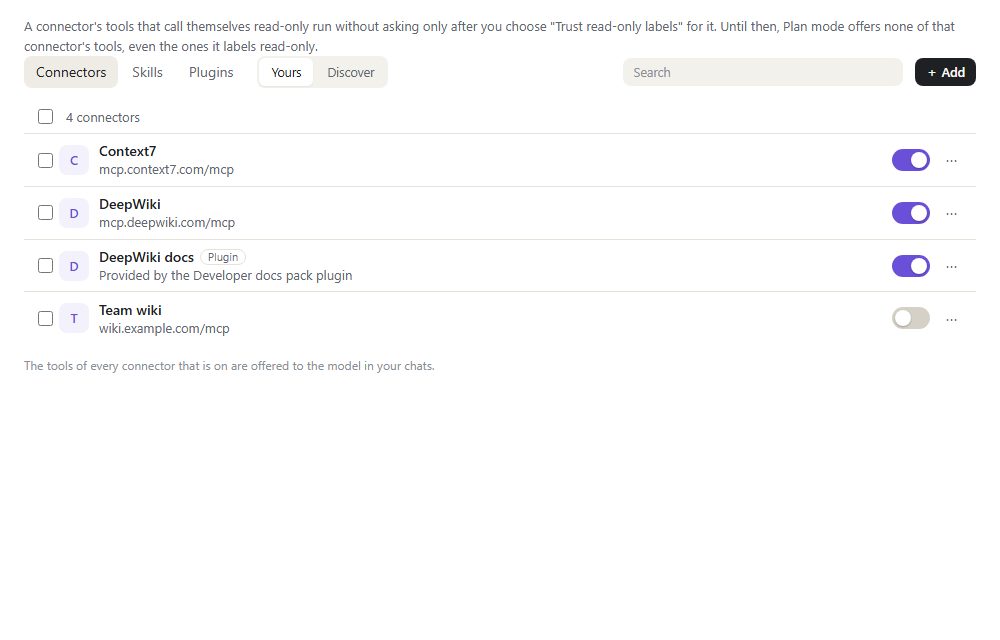 A connector's tools that call themselves read-only run without asking only after you choose "Trust read-only labels" for it. Until then, Plan mode offers none of that
connector's tools, even the ones it labels read-only.
Connectors Skills Plugins Yours Discover Search + Add
4 connectors
C
Context7
mcp.context7.com/mcp
...
D
DeepWiki
mcp.deepwiki.com/mcp
...
D
DeepWiki docs Plugin
Provided by the Developer docs pack plugin
...
T
Team wiki
wiki.example.com/mcp
...
The tools of every connector that is on are offered to the model in your chats.